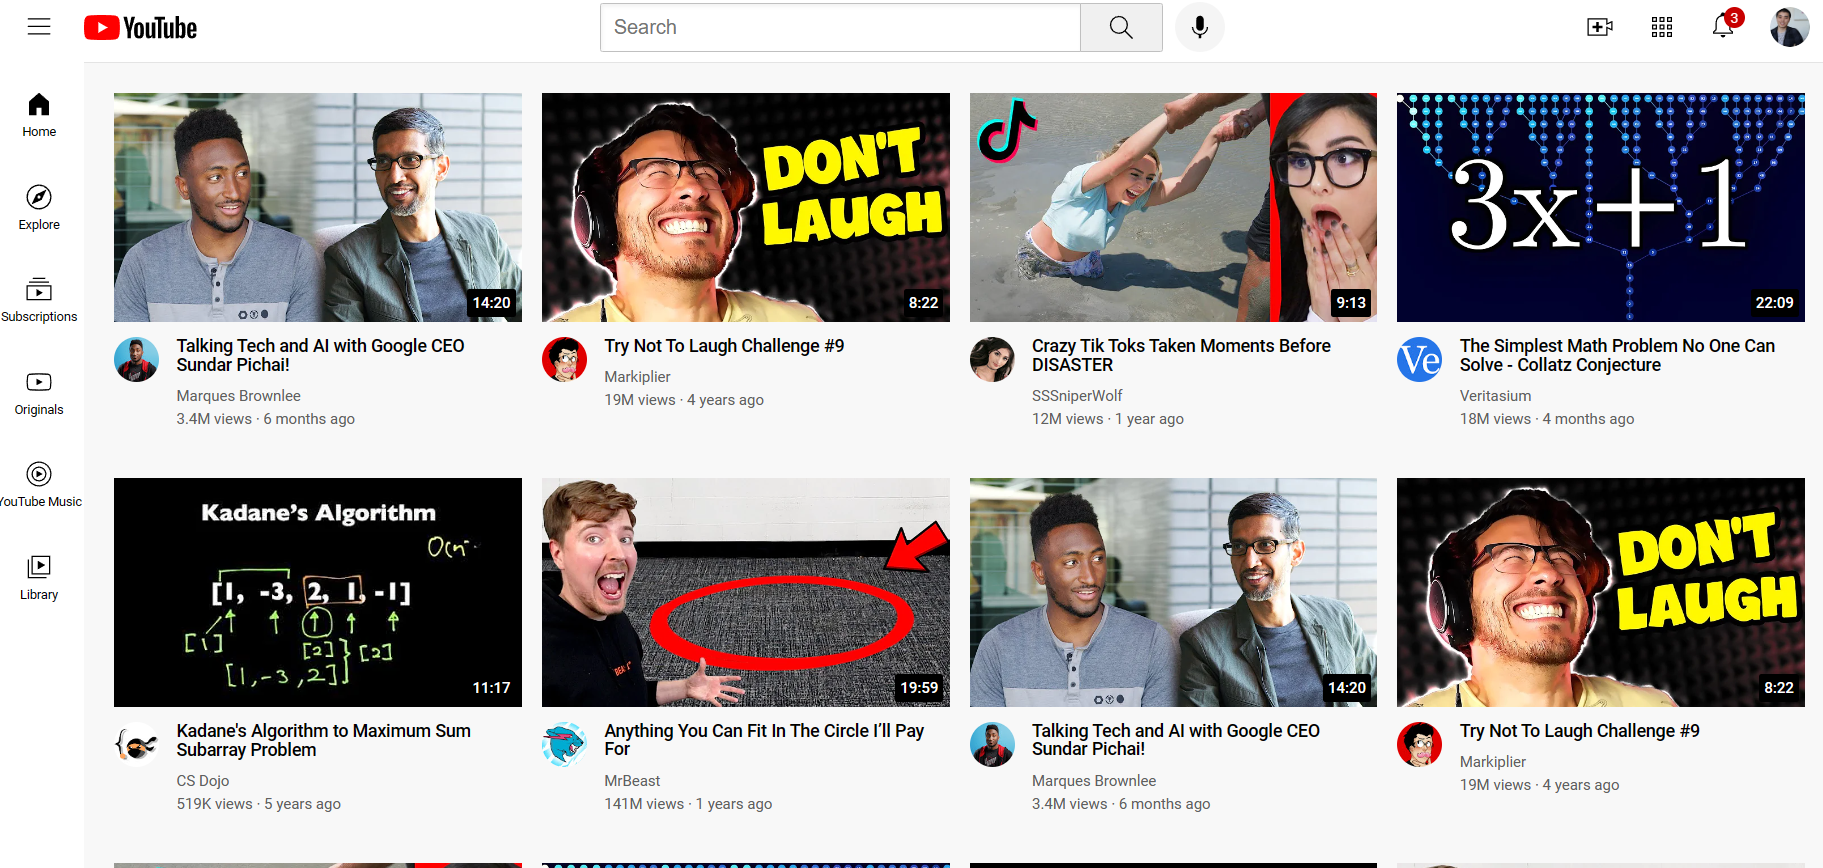 YouTube
Search
3
Home
Explore
Subscriptions
Originals
YouTube Music
Library
14:20
Talking Tech and AI with Google CEO
Sundar Pichai!
Marques Brownlee
3.4M views · 6 months ago
DON'T
LAUGH
8:22
Try Not To Laugh Challenge #9
Markiplier
19M views · 4 years ago
9:13
Crazy Tik Toks Taken Moments Before
DISASTER
SSSniperWolf
12M views · 1 year ago
3x+1
22:09
Ve
The Simplest Math Problem No One Can
Solve - Collatz Conjecture
Veritasium
18M views · 4 months ago
Kadane's Algorithm
[1, -3, 2, 1, -1]
[1]
[2]
[2]
[1,-3,2]
11:17
Kadane's Algorithm to Maximum Sum
Subarray Problem
CS Dojo
519K views · 5 years ago
19:59
Anything You Can Fit In The Circle I’ll Pay
For
MrBeast
141M views · 1 years ago
14:20
Talking Tech and AI with Google CEO
Sundar Pichai!
Marques Brownlee
3.4M views · 6 months ago
DON'T
LAUGH
8:22
Try Not To Laugh Challenge #9
Markiplier
19M views · 4 years ago